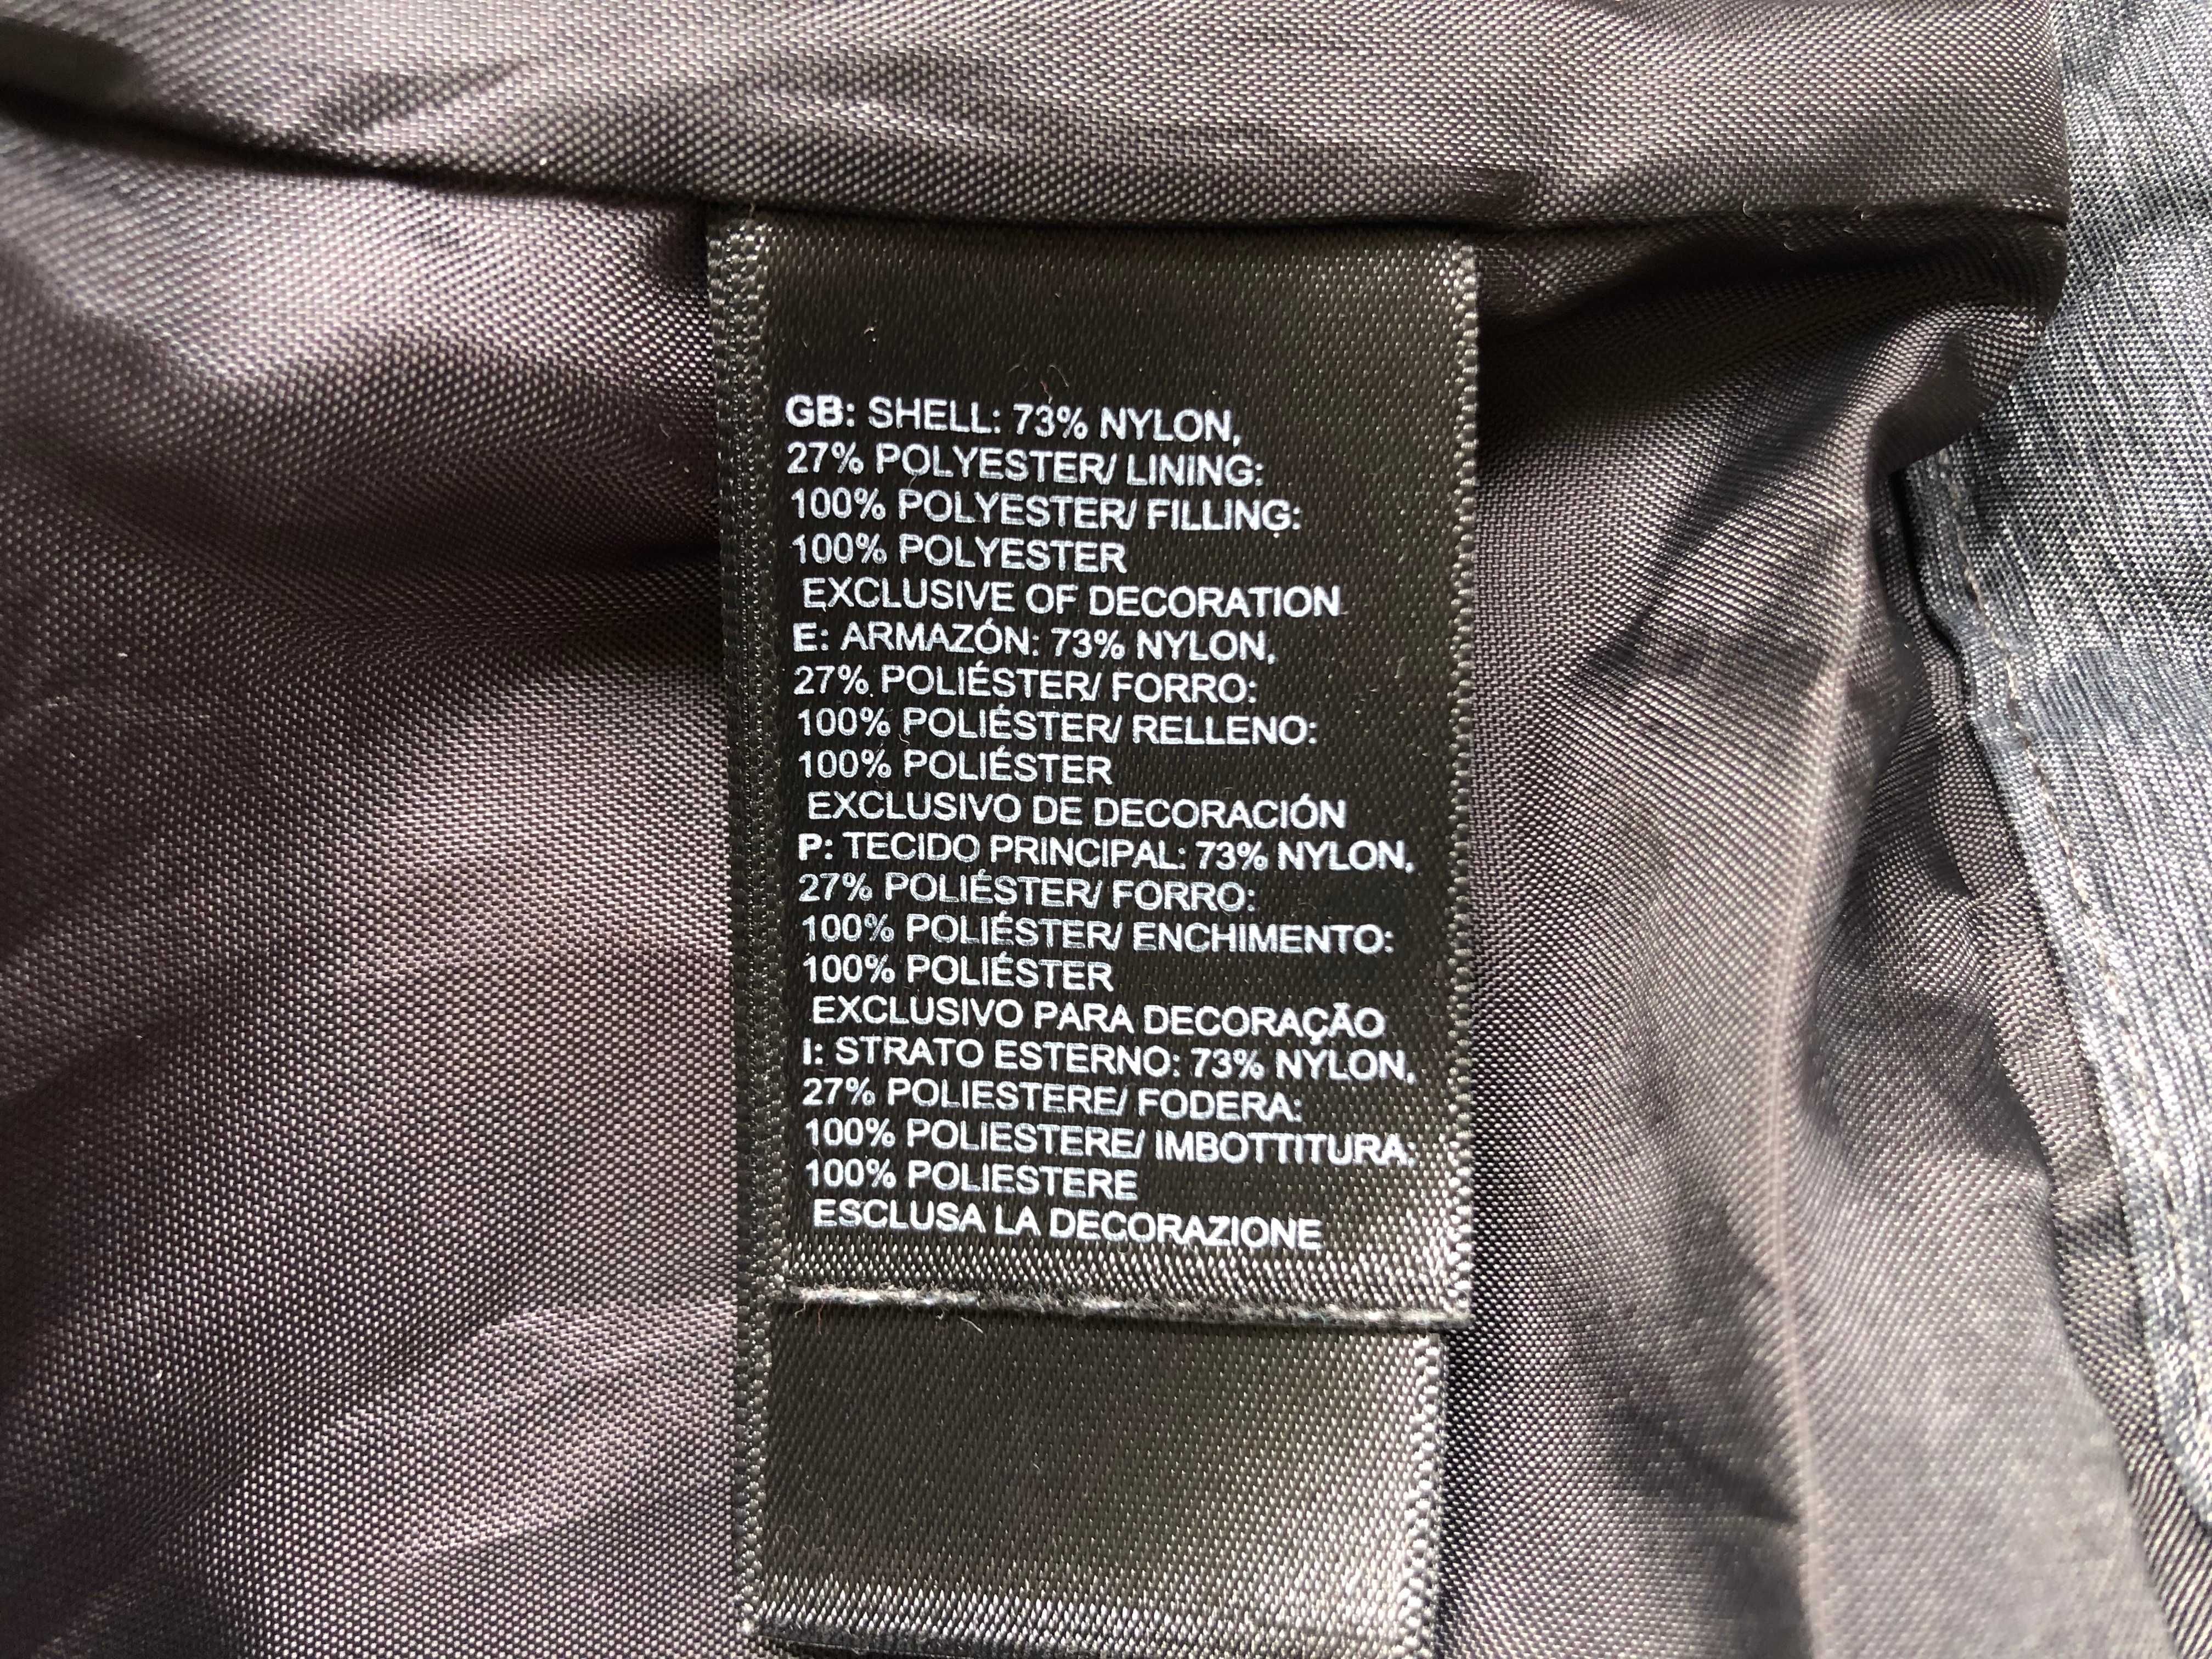 GB: SHELL: 73% NYLON,
27% POLYESTER/ LINING:
100% POLYESTER/ FILLING:
100% POLYESTER
EXCLUSIVE OF DECORATION
E: ARMAZÓN: 73% NYLON,
27% POLIÉSTER/ FORRO:
100% POLIÉSTER/ RELLENO:
100% POLIÉSTER
EXCLUSIVO DE DECORACIÓN
P: TECIDO PRINCIPAL: 73% NYLON,
27% POLIÉSTER/ FORRO:
100% POLIÉSTER/ ENCHIMENTO:
100% POLIÉSTER
EXCLUSIVO PARA DECORAÇÃO
I: STRATO ESTERNO: 73% NYLON,
27% POLIESTERE/ FODERA:
100% POLIESTERE/ IMBOTTITURA:
100% POLIESTERE
ESCLUSA LA DECORAZIONE